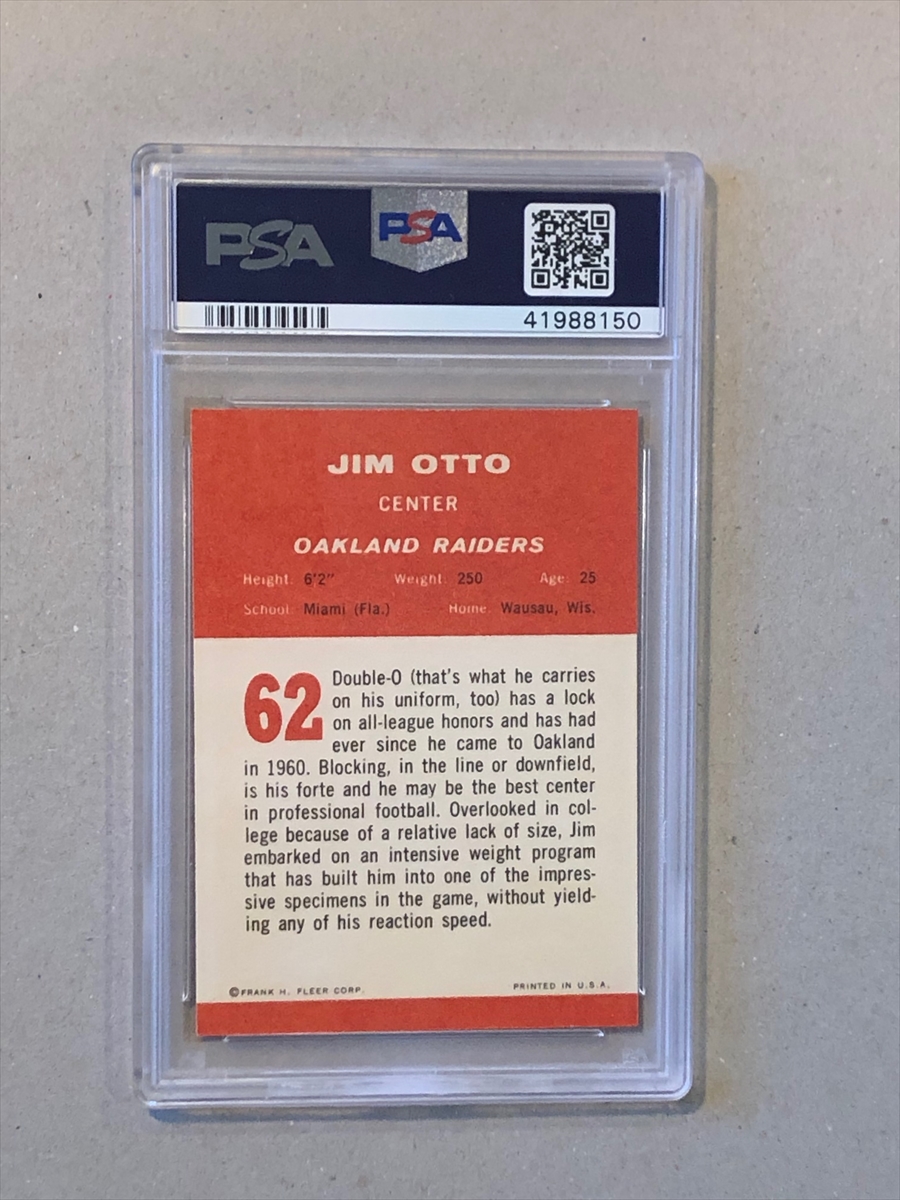 PSA PSA
41988150
JIM OTTO
CENTER
OAKLAND RAIDERS
Height: 6'2" Weight: 250 Age: 25
School: Miami (Fla.) Home: Wausau, Wis.
62
Double-O (that's what he carries
on his uniform, too) has a lock
on all-league honors and has had
ever since he came to Oakland
in 1960. Blocking, in the line or downfield,
is his forte and he may be the best center
in professional football. Overlooked in col-
lege because of a relative lack of size, Jim
embarked on an intensive weight program
that has built him into one of the impres-
sive specimens in the game, without yield-
ing any of his reaction speed.
©FRANK H. FLEER CORP. PRINTED IN U.S.A.